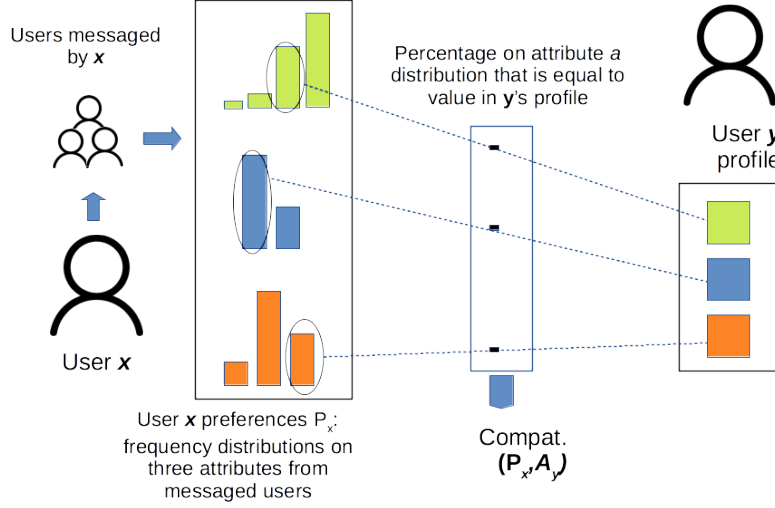 Users messaged
by x
User x
User x preferences Px:
frequency distributions on
three attributes from
messaged users
Percentage on attribute a
distribution that is equal to
value in y's profile
Compat.
(Px,Ay)
User y
profile